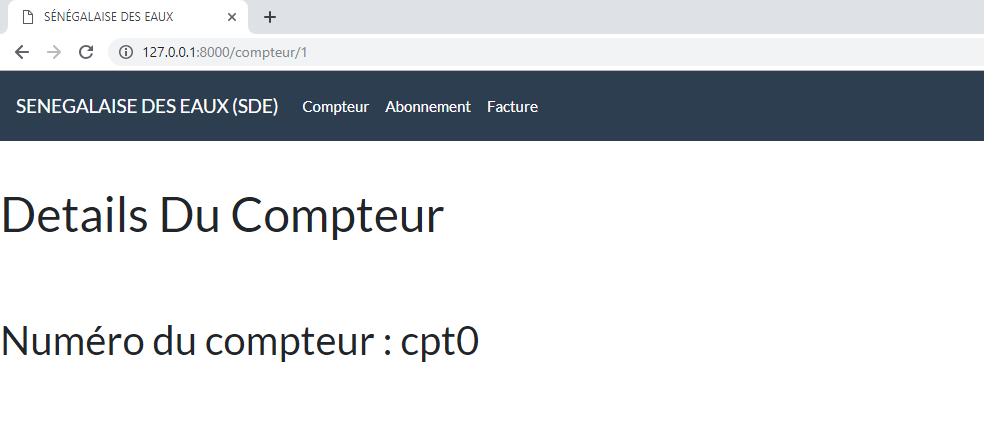 SÉNÉGALAISE DES EAUX
127.0.0.1:8000/compteur/1
SENEGALAISE DES EAUX (SDE) Compteur Abonnement Facture
Details Du Compteur
Numéro du compteur : cpt0